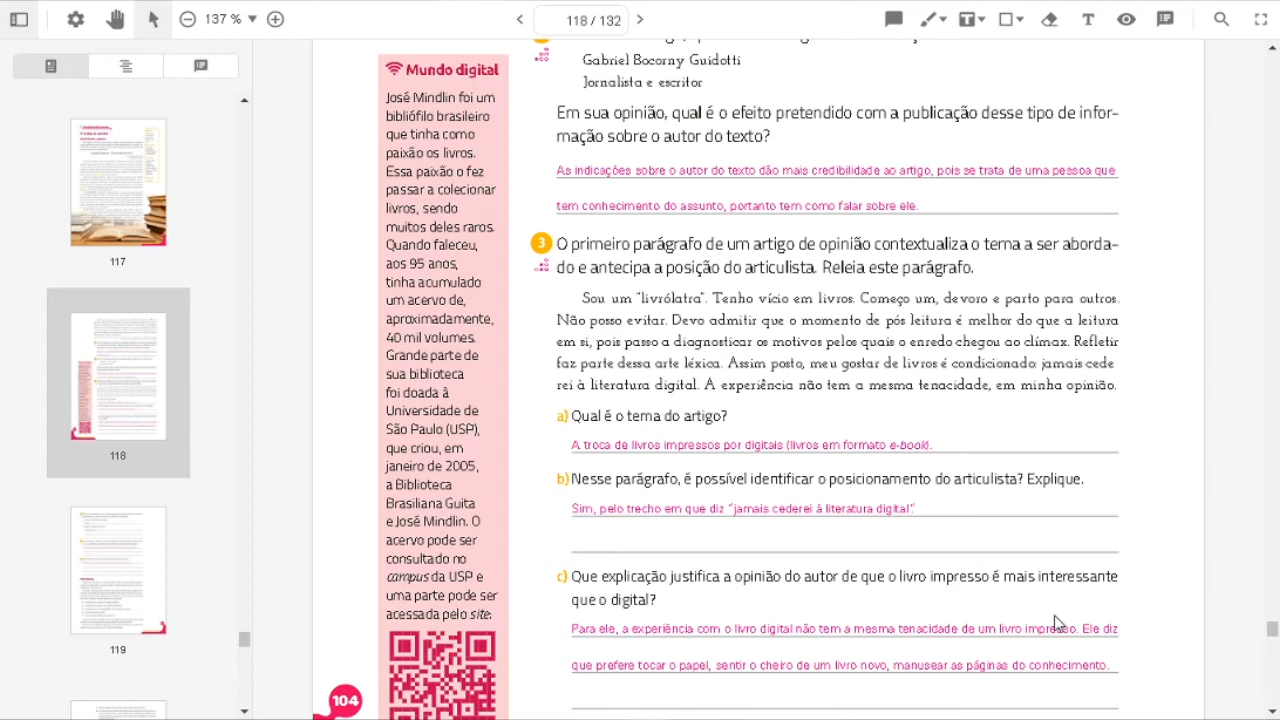 137 %
118 / 132
117
118
119
Mundo digital
José Mindlin foi um
bibliófilo brasileiro
que tinha como
paixão os livros.
Essa paixão o fez
passar a colecionar
livros, sendo
muitos deles raros.
Quando faleceu,
aos 95 anos,
tinha acumulado
um acervo de,
aproximadamente,
40 mil volumes.
Grande parte de
sua biblioteca
foi doada à
Universidade de
São Paulo (USP),
que criou, em
janeiro de 2005,
a Biblioteca
Brasiliana Guita
e José Mindlin. O
acervo pode ser
consultado no
campus da USP e
uma parte pode ser
acessada pelo site.
104
Gabriel Bocorny Guidotti
Jornalista e escritor
Em sua opinião, qual é o efeito pretendido com a publicação desse tipo de infor-
mação sobre o autor do texto?
As indicações sobre o autor do texto dão mais credibilidade ao artigo, pois se trata de uma pessoa que
tem conhecimento do assunto, portanto tem como falar sobre ele.
3 O primeiro parágrafo de um artigo de opinião contextualiza o tema a ser aborda-
do e antecipa a posição do articulista. Releia este parágrafo.
Sou um "livrólatra". Tenho vício em livros. Começo um, devoro e parto para outros.
Não posso evitar. Devo admitir que o momento de pós leitura é melhor do que a leitura
em si, pois passo a diagnosticar os motivos pelos quais o enredo chegou ao clímax. Refletir
é uma arte léxica. Assim, por mais gostar de livros é condicionado: jamais cede
rei à literatura digital. A experiência não tem a mesma tenacidade, em minha opinião.
a) Qual é o tema do artigo?
A troca de livros impressos por digitais (livros em formato e-book).
b) Nesse parágrafo, é possível identificar o posicionamento do articulista? Explique.
Sim, pelo trecho em que diz "jamais cederei à literatura digital".
c) Que explicação justifica a opinião do autor de que o livro impresso é mais interessante
que o digital?
Para ele, a experiência com o livro digital não tem a mesma tenacidade de um livro impresso. Ele diz
que prefere tocar o papel, sentir o cheiro de um livro novo, manusear as páginas do conhecimento.